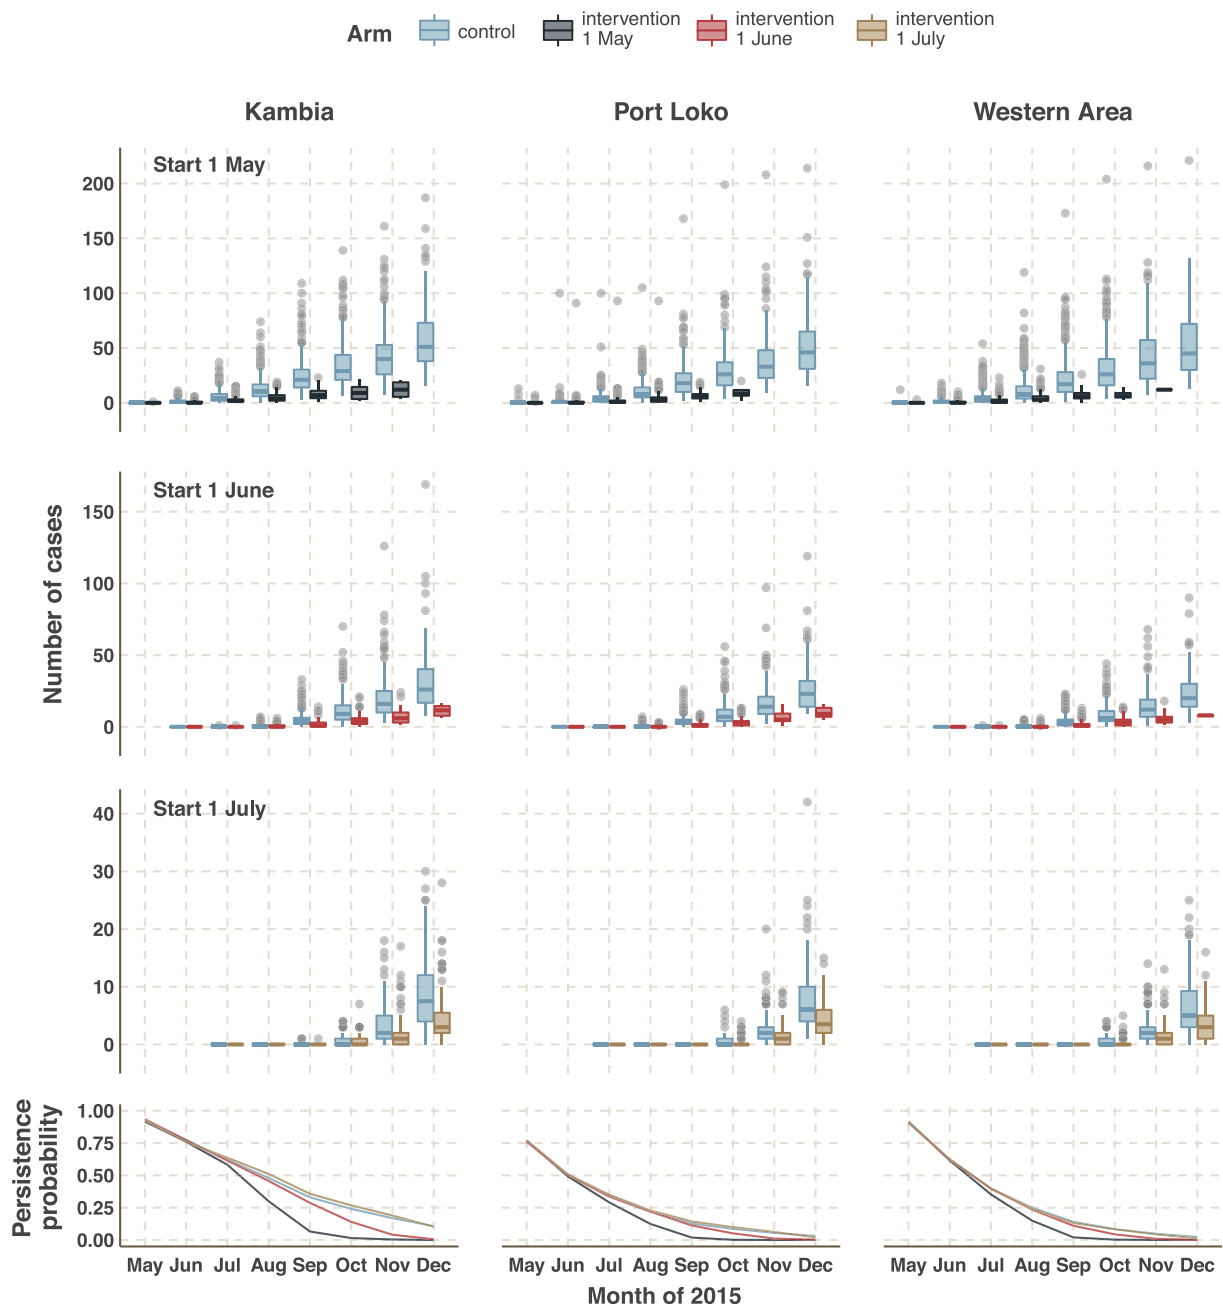 Arm control intervention 1 May intervention 1 June intervention 1 July
Kambia Port Loko Western Area
Start 1 May
200
150
100
50
0
Start 1 June
150
100
50
0
Number of cases
Start 1 July
40
30
20
10
0
Persistence
probability
1.00
0.75
0.50
0.25
0.00
May Jun Jul Aug Sep Oct Nov Dec May Jun Jul Aug Sep Oct Nov Dec May Jun Jul Aug Sep Oct Nov Dec
Month of 2015